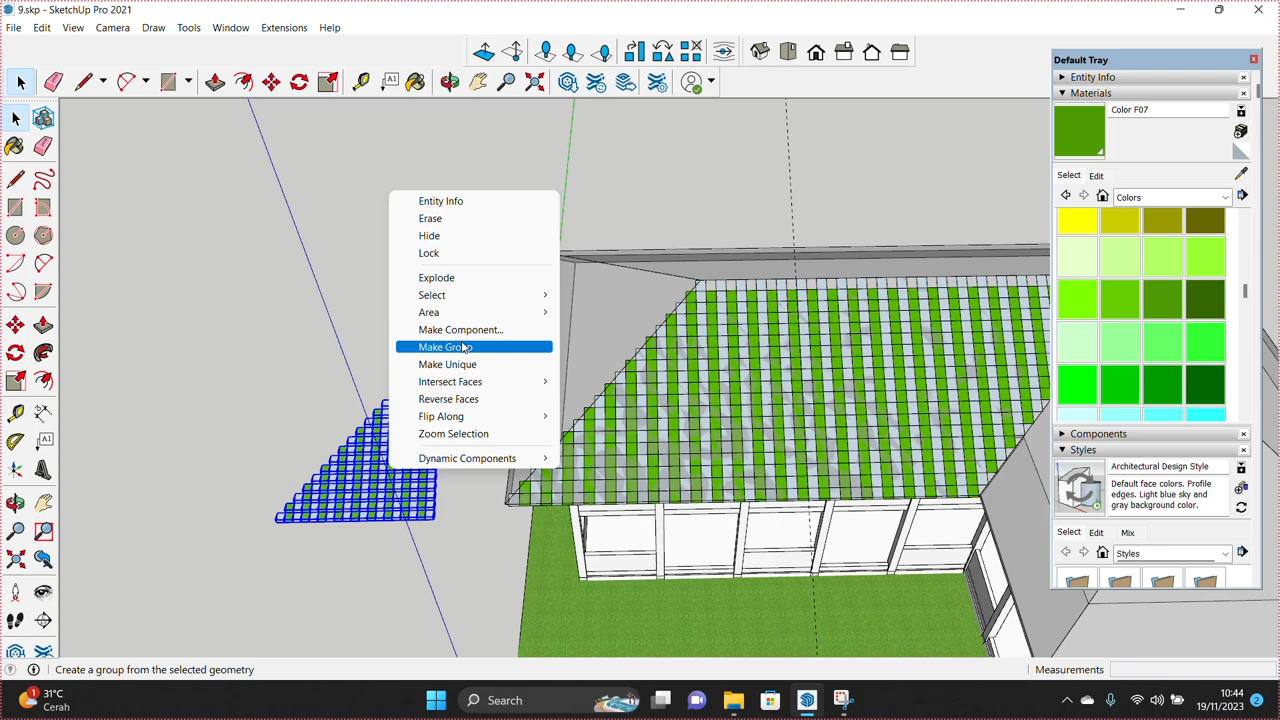 9.skp - SketchUp Pro 2021
File Edit View Camera Draw Tools Window Extensions Help
Default Tray
Entity Info
Materials
Color F07
Select Edit
Colors
Components
Styles
Architectural Design Style
Default face colors. Profile
edges. Light blue sky and
gray background color.
Select Edit Mix
Styles
Entity Info
Erase
Hide
Lock
Explode
Select
Area
Make Component...
Make Group
Make Unique
Intersect Faces
Reverse Faces
Flip Along
Zoom Selection
Dynamic Components
Create a group from the selected geometry
Measurements
1
31°C
Cerah
Search
10:44
19/11/2023
2